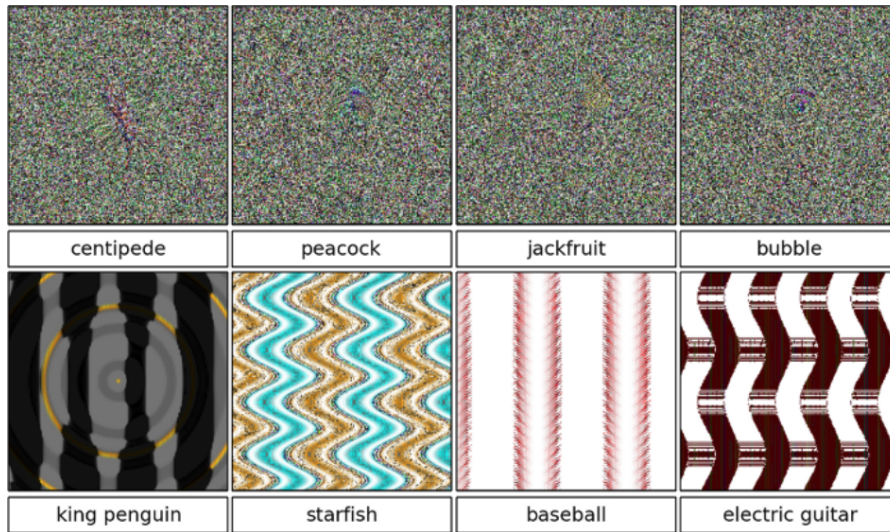 centipede
peacock
jackfruit
bubble
king penguin
starfish
baseball
electric guitar